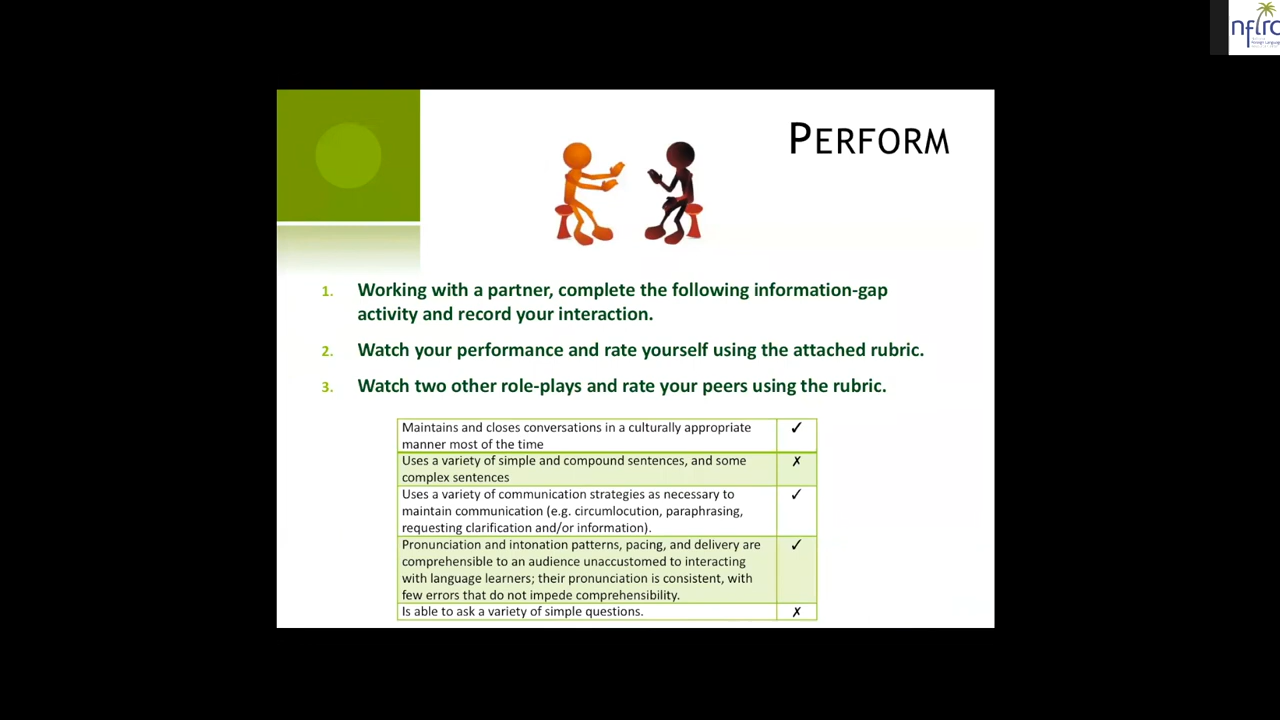 nflrc
PERFORM
1. Working with a partner, complete the following information-gap
activity and record your interaction.
2. Watch your performance and rate yourself using the attached rubric.
3. Watch two other role-plays and rate your peers using the rubric.
Maintains and closes conversations in a culturally appropriate ✓
manner most of the time
Uses a variety of simple and compound sentences, and some ✗
complex sentences
Uses a variety of communication strategies as necessary to ✓
maintain communication (e.g. circumlocution, paraphrasing,
requesting clarification and/or information).
Pronunciation and intonation patterns, pacing, and delivery are ✓
comprehensible to an audience unaccustomed to interacting
with language learners; their pronunciation is consistent, with
few errors that do not impede comprehensibility.
Is able to ask a variety of simple questions. ✗